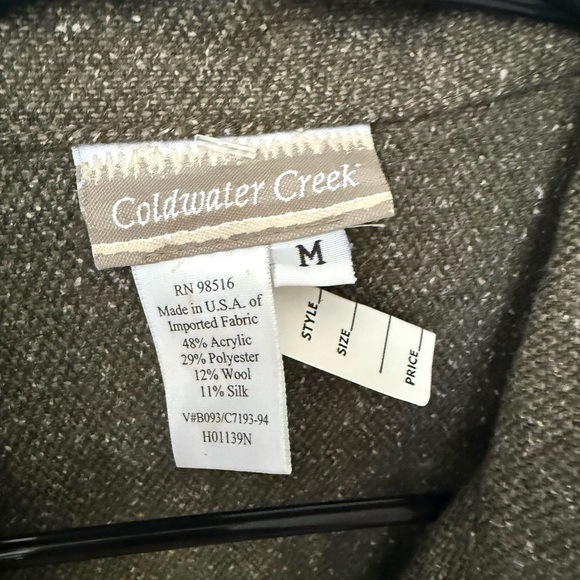 Coldwater Creek
M
RN 98516
Made in U.S.A. of
Imported Fabric
48% Acrylic
29% Polyester
12% Wool
11% Silk
V#B093/C7193-94
H01139N
STYLE
SIZE
PRICE